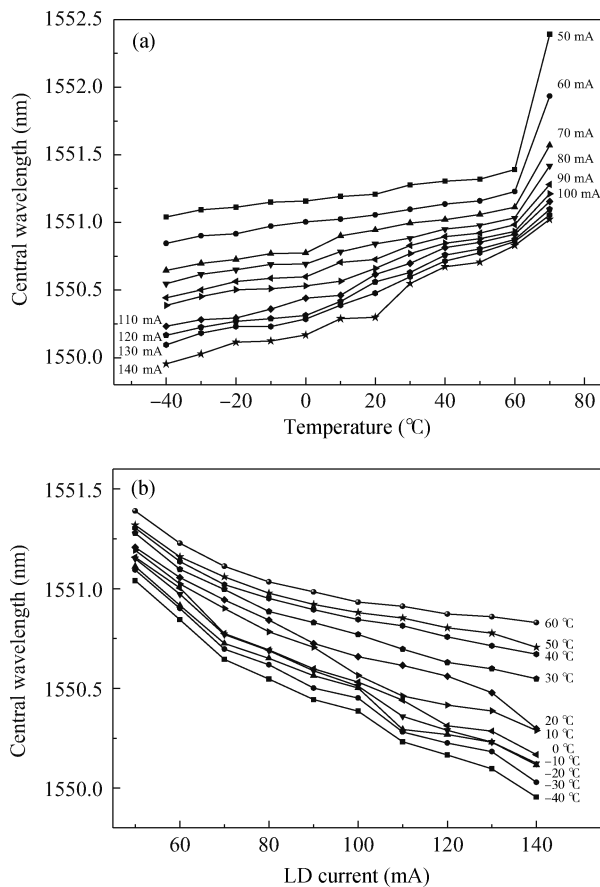 (a)
1552.5
1552.0
1551.5
1551.0
1550.5
1550.0
Central wavelength (nm)
50 mA
60 mA
70 mA
80 mA
90 mA
100 mA
110 mA
120 mA
130 mA
140 mA
−40
−20
0
20
40
60
80
Temperature (℃)
(b)
1551.5
1551.0
1550.5
1550.0
Central wavelength (nm)
60 ℃
50 ℃
40 ℃
30 ℃
20 ℃
10 ℃
0 ℃
−10 ℃
−20 ℃
−30 ℃
−40 ℃
60
80
100
120
140
LD current (mA)